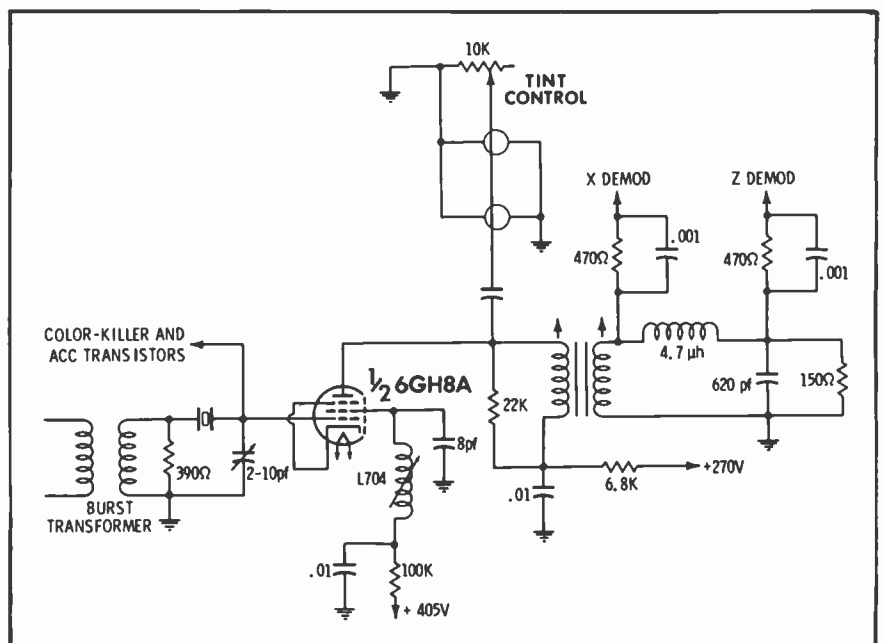 10K
TINT
CONTROL
X DEMOD
Z DEMOD
470Ω
.001
470Ω
.001
COLOR-KILLER AND
ACC TRANSISTORS
4.7 μh
½ 6GH8A
620 pf
150Ω
22K
390Ω
2-10pf
8pf
L704
+270V
6.8K
.01
BURST
TRANSFORMER
.01
100K
+ 405V